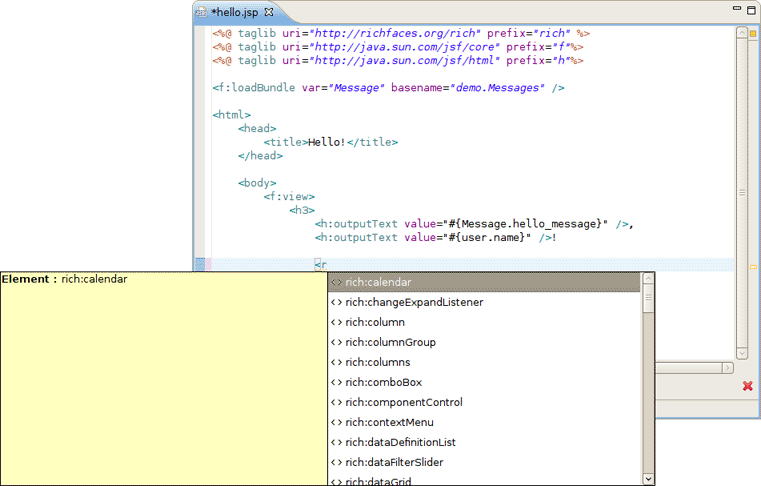 *hello.jsp
<%@ taglib uri="http://richfaces.org/rich" prefix="rich" %>
<%@ taglib uri="http://java.sun.com/jsf/core" prefix="f"%>
<%@ taglib uri="http://java.sun.com/jsf/html" prefix="h"%>
<f:loadBundle var="Message" basename="demo.Messages" />
<html>
<head>
<title>Hello!</title>
</head>
<body>
<f:view>
<h3>
<h:outputText value="#{Message.hello_message}" />,
<h:outputText value="#{user.name}" />!
<r
Element : rich:calendar
rich:calendar
rich:changeExpandListener
rich:column
rich:columnGroup
rich:columns
rich:comboBox
rich:componentControl
rich:contextMenu
rich:dataDefinitionList
rich:dataFilterSlider
rich:dataGrid